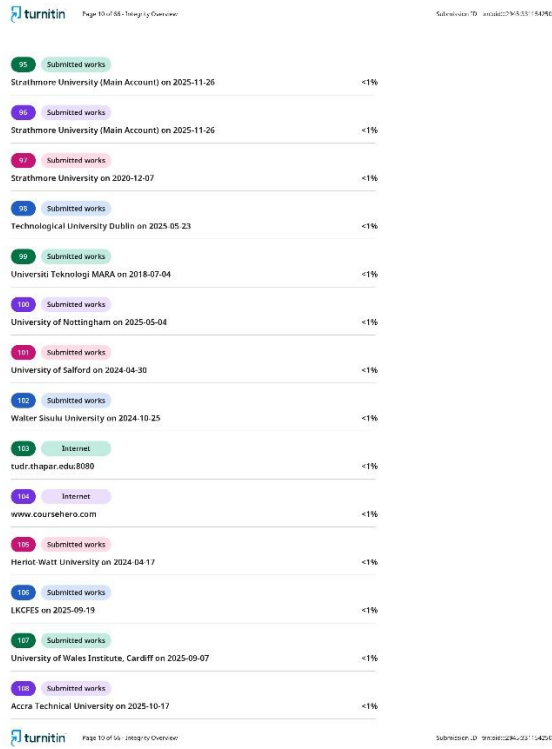 turnitin Page 10 of 66 - Integrity Overview Submission ID
95 Submitted works
Strathmore University (Main Account) on 2025-11-26 <1%
96 Submitted works
Strathmore University (Main Account) on 2025-11-26 <1%
97 Submitted works
Strathmore University on 2020-12-07 <1%
98 Submitted works
Technological University Dublin on 2025-05-23 <1%
99 Submitted works
Universiti Teknologi MARA on 2018-07-04 <1%
100 Submitted works
University of Nottingham on 2025-05-04 <1%
101 Submitted works
University of Salford on 2024-04-30 <1%
102 Submitted works
Walter Sisulu University on 2024-10-25 <1%
103 Internet
tudr.thapar.edu:8080 <1%
104 Internet
www.coursehero.com <1%
105 Submitted works
Heriot-Watt University on 2024-04-17 <1%
106 Submitted works
LKCFES on 2025-09-19 <1%
107 Submitted works
University of Wales Institute, Cardiff on 2025-09-07 <1%
108 Submitted works
Accra Technical University on 2025-10-17 <1%
turnitin Page 10 of 66 - Integrity Overview Submission ID